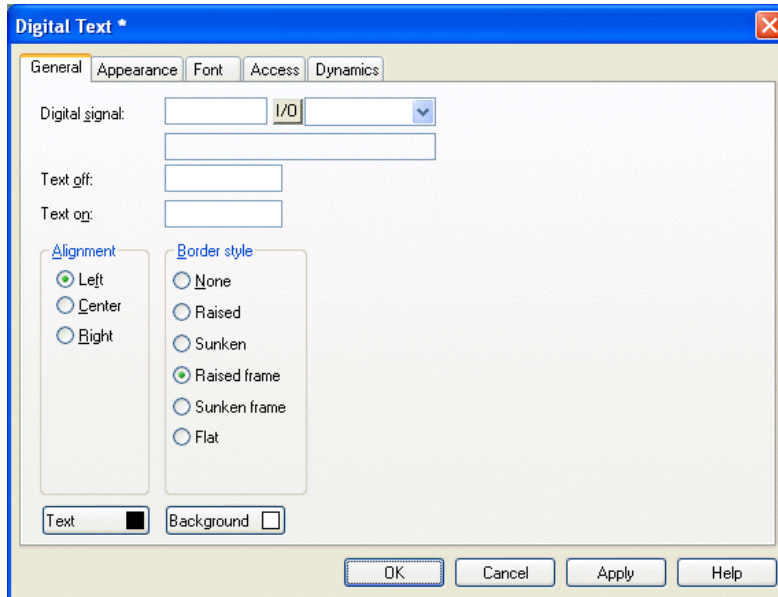 Digital Text *
General Appearance Font Access Dynamics
Digital signal: I/O
Text off:
Text on:
Alignment
Left
Center
Right
Border style
None
Raised
Sunken
Raised frame
Sunken frame
Flat
Text Background
OK Cancel Apply Help